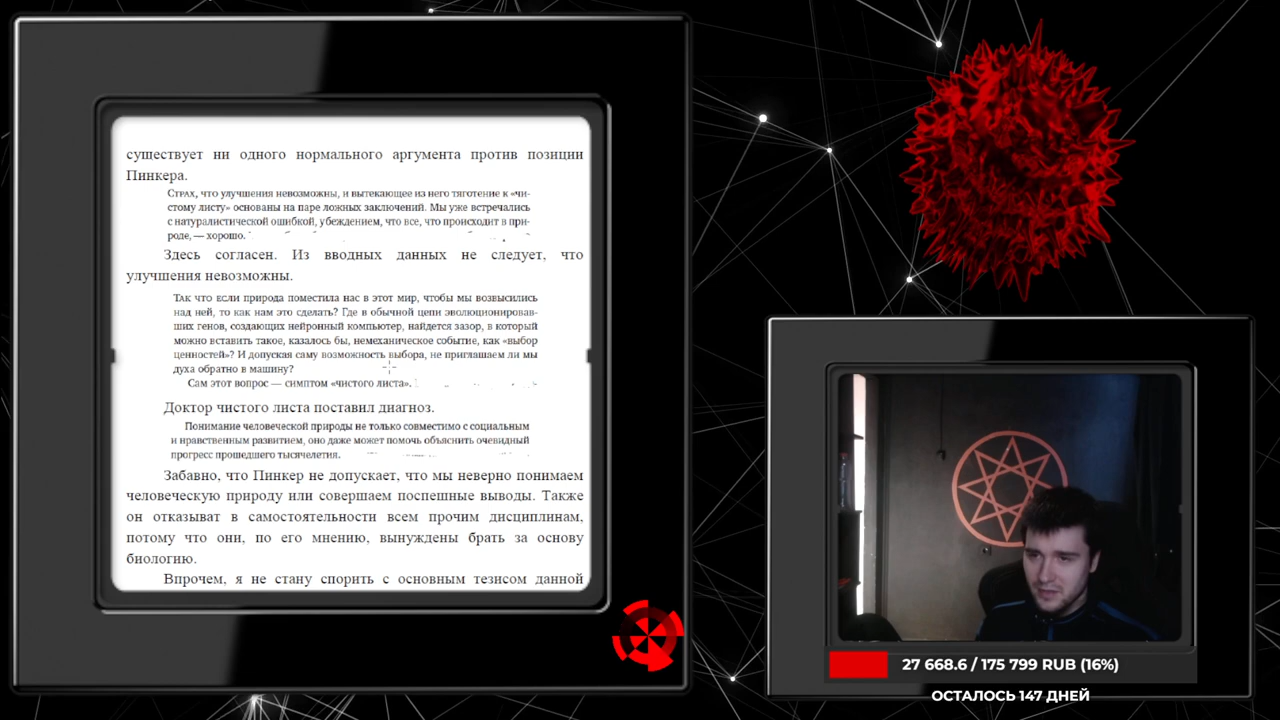 существует ни одного нормального аргумента против позиции
Пинкера.
Страх, что улучшения невозможны, и вытекающее из него тяготение к «чи-
стому листу» основаны на паре ложных заключений. Мы уже встречались
с натуралистической ошибкой, убеждением, что все, что происходит в при-
роде, — хорошо.
Здесь согласен. Из вводных данных не следует, что
улучшения невозможны.
Так что если природа поместила нас в этот мир, чтобы мы возвысились
над ней, то как нам это сделать? Где в обычной цепи эволюционировав-
ших генов, создающих нейронный компьютер, найдется зазор, в который
можно вставить такое, казалось бы, немеханическое событие, как «выбор
ценностей»? И допуская саму возможность выбора, не приглашаем ли мы
духа обратно в машину?
Сам этот вопрос — симптом «чистого листа».
Доктор чистого листа поставил диагноз.
Понимание человеческой природы не только совместимо с социальным
и нравственным развитием, оно даже может помочь объяснить очевидный
прогресс прошедшего тысячелетия.
Забавно, что Пинкер не допускает, что мы неверно понимаем
человеческую природу или совершаем поспешные выводы. Также
он отказыват в самостоятельности всем прочим дисциплинам,
потому что они, по его мнению, вынуждены брать за основу
биологию.
Впрочем, я не стану спорить с основным тезисом данной
27 668.6 / 175 799 RUB (16%)
ОСТАЛОСЬ 147 ДНЕЙ